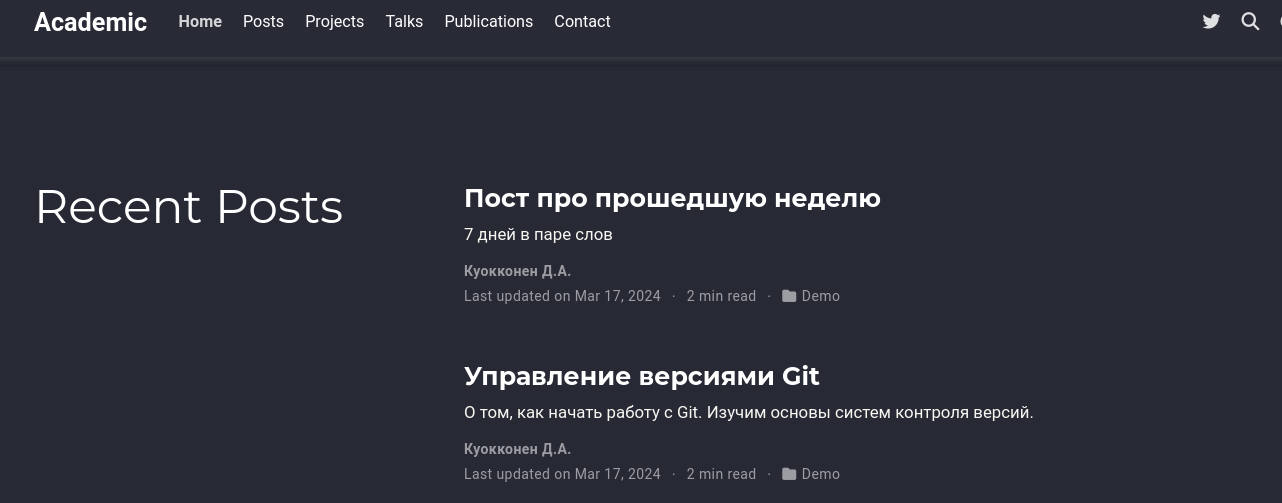 Academic Home Posts Projects Talks Publications Contact
Recent Posts
Пост про прошедшую неделю
7 дней в паре слов
Куокконен Д.А.
Last updated on Mar 17, 2024 · 2 min read · Demo
Управление версиями Git
О том, как начать работу с Git. Изучим основы систем контроля версий.
Куокконен Д.А.
Last updated on Mar 17, 2024 · 2 min read · Demo